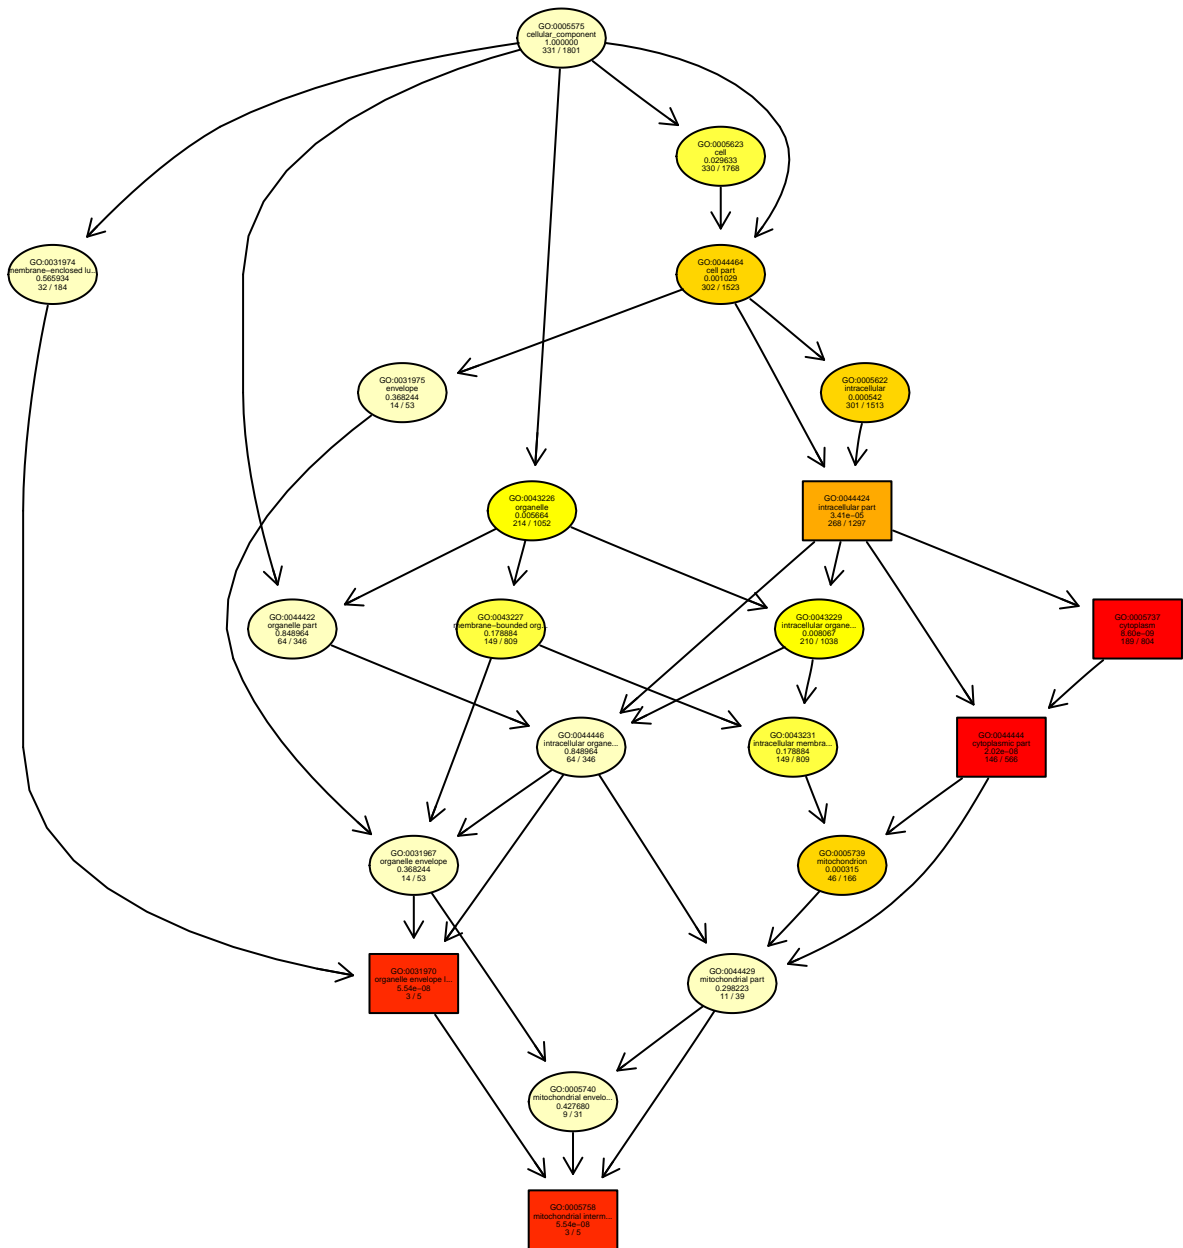 GO:0005575
cellular_component
1.000000
331 / 1801
GO:0005623
cell
0.029633
330 / 1768
GO:0031974
membrane−enclosed lu...
0.565934
32 / 184
GO:0044464
cell part
0.001029
302 / 1523
GO:0031975
envelope
0.368244
14 / 53
GO:0005622
intracellular
0.000542
301 / 1513
GO:0043226
organelle
0.005664
214 / 1052
GO:0044424
intracellular part
3.41e−05
268 / 1297
GO:0044422
organelle part
0.848964
64 / 346
GO:0043227
membrane−bounded org...
0.178884
149 / 809
GO:0043229
intracellular organe...
0.008067
210 / 1038
GO:0005737
cytoplasm
189 / 804
GO:0044446
intracellular organe...
0.848964
64 / 346
GO:0043231
intracellular membra...
0.178884
149 / 809
GO:0044444
cytoplasmic part
2.02e−08
GO:0031967
organelle envelope
0.368244
14 / 53
GO:0005739
mitochondrion
0.000315
46 / 166
GO:0031970
organelle envelope l...
5.54e−08
3 / 5
GO:0044429
mitochondrial part
0.298223
11 / 39
GO:0005740
mitochondrial envelo...
0.427680
9 / 31
GO:0005758
mitochondrial interm...
5.54e−08
3 / 5